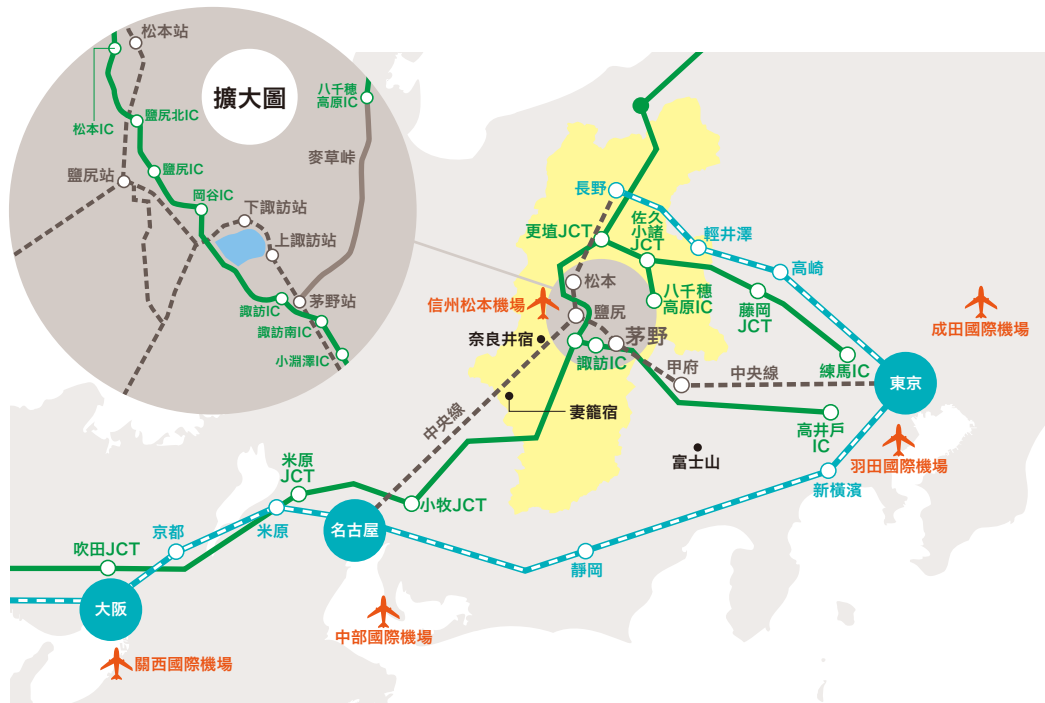 松本站
擴大圖
八千穗
高原IC
松本IC
鹽尻北IC
麥草峠
鹽尻站
鹽尻IC
岡谷IC
下諏訪站
上諏訪站
茅野站
諏訪IC
諏訪南IC
小淵澤IC
長野
更埴JCT
佐久
小諸
JCT
輕井澤
高崎
松本
八千穗
高原IC
信州松本機場
鹽尻
藤岡
JCT
成田國際機場
奈良井宿
茅野
諏訪IC
甲府
中央線
練馬IC
東京
妻籠宿
中央線
高井戶
IC
富士山
羽田國際機場
米原
JCT
新橫濱
小牧JCT
京都
米原
名古屋
吹田JCT
靜岡
大阪
中部國際機場
關西國際機場